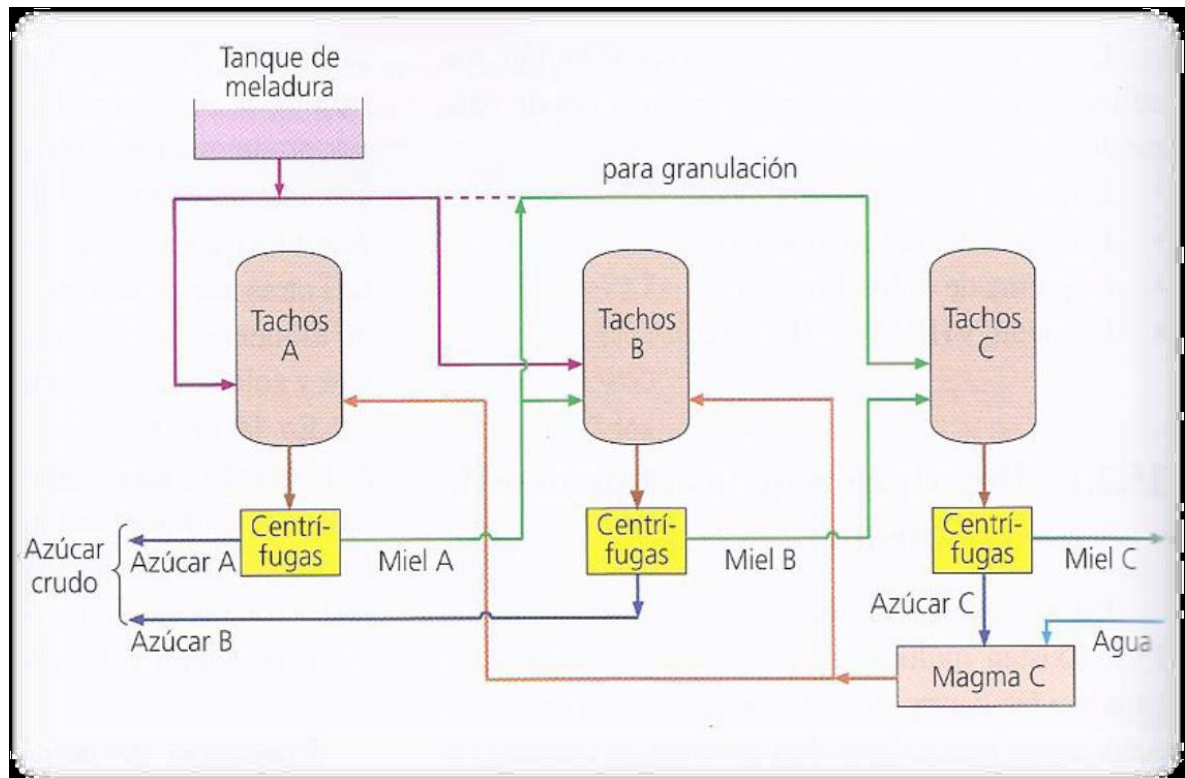 Tanque de
meladura
para granulación
Tachos
A
Tachos
B
Tachos
C
Centrí-
fugas
Centrí-
fugas
Centrí-
fugas
Azúcar
crudo
Azúcar A
Miel A
Miel B
Miel C
Azúcar B
Azúcar C
Agua
Magma C